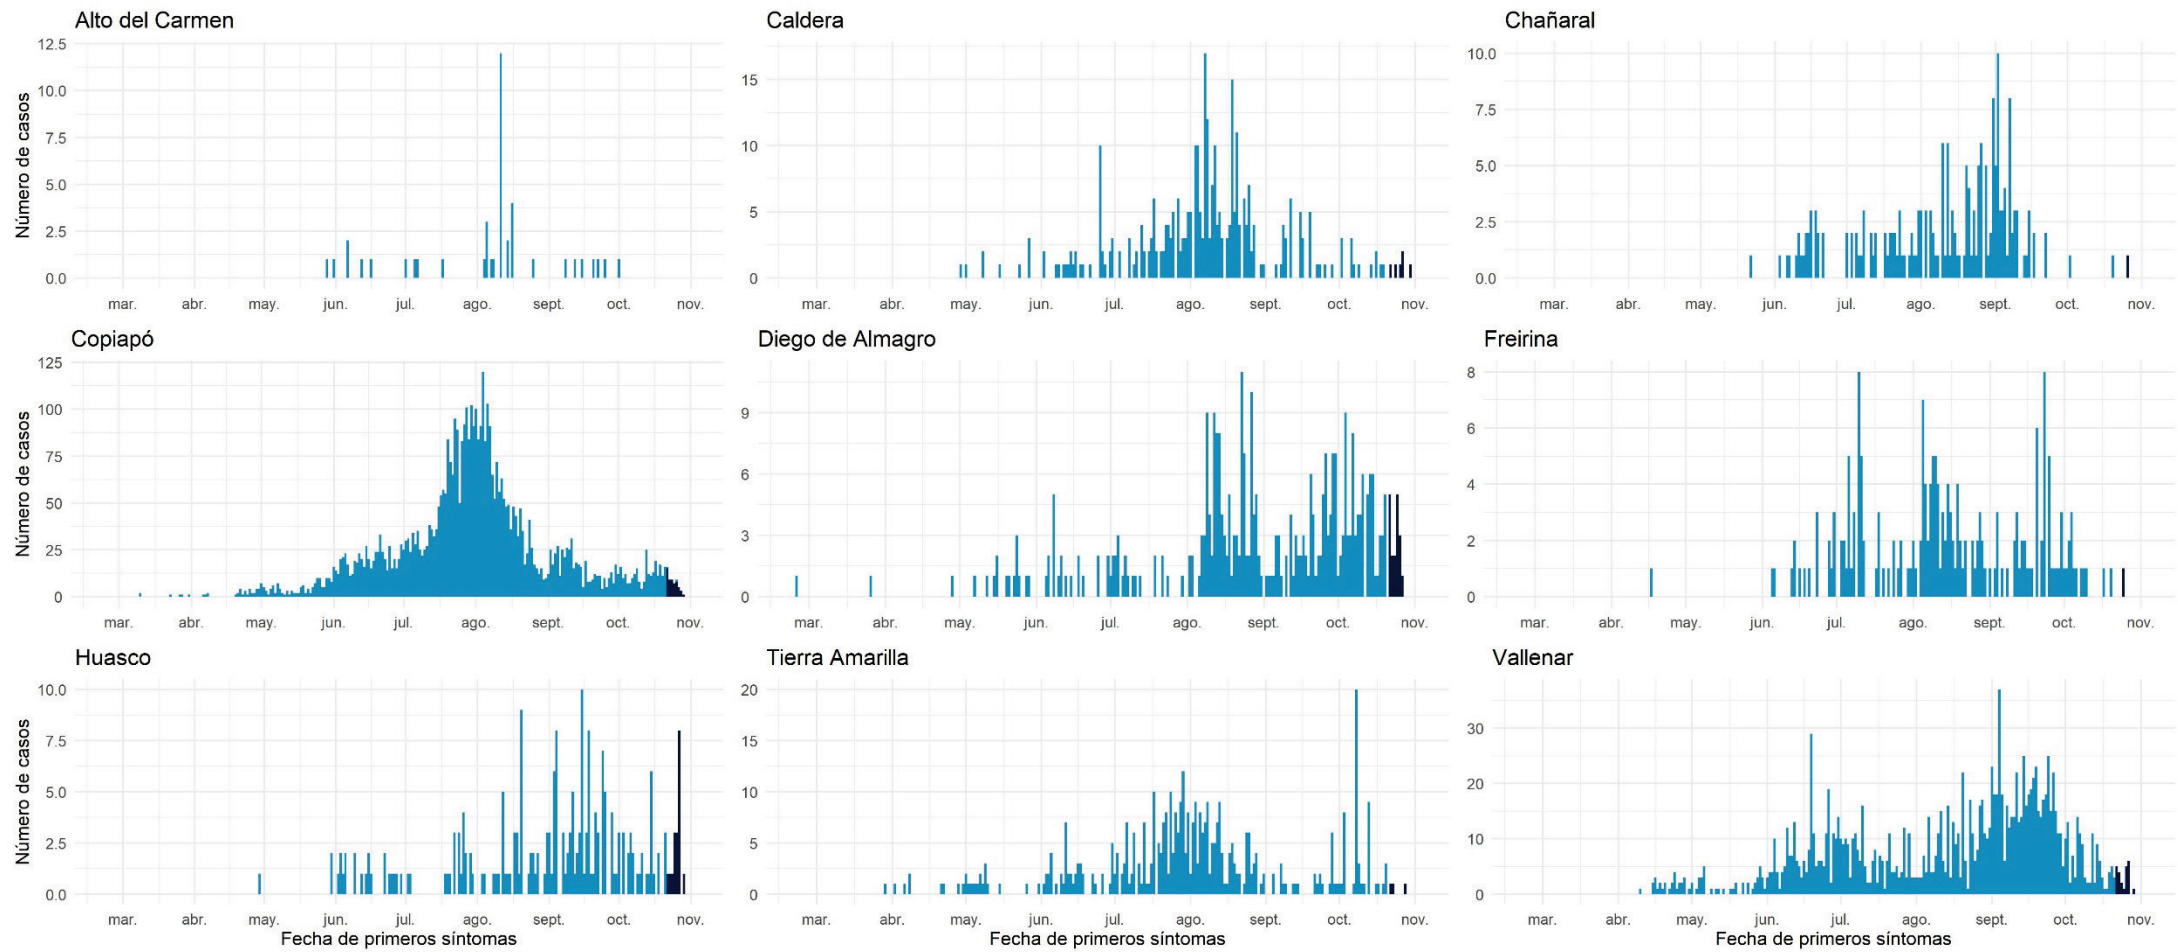 Alto del Carmen
Número de casos
12.5
10.0
7.5
5.0
2.5
0.0
mar. abr. may. jun. jul. ago. sept. oct. nov.
Caldera
15
10
5
0
mar. abr. may. jun. jul. ago. sept. oct. nov.
Chañaral
10.0
7.5
5.0
2.5
0.0
mar. abr. may. jun. jul. ago. sept. oct. nov.
Copiapó
Número de casos
125
100
75
50
25
0
mar. abr. may. jun. jul. ago. sept. oct. nov.
Diego de Almagro
9
6
3
0
mar. abr. may. jun. jul. ago. sept. oct. nov.
Freirina
8
6
4
2
0
mar. abr. may. jun. jul. ago. sept. oct. nov.
Huasco
Número de casos
10.0
7.5
5.0
2.5
0.0
mar. abr. may. jun. jul. ago. sept. oct. nov.
Fecha de primeros síntomas
Tierra Amarilla
20
15
10
5
0
mar. abr. may. jun. jul. ago. sept. oct. nov.
Fecha de primeros síntomas
Vallenar
30
20
10
0
mar. abr. may. jun. jul. ago. sept. oct. nov.
Fecha de primeros síntomas